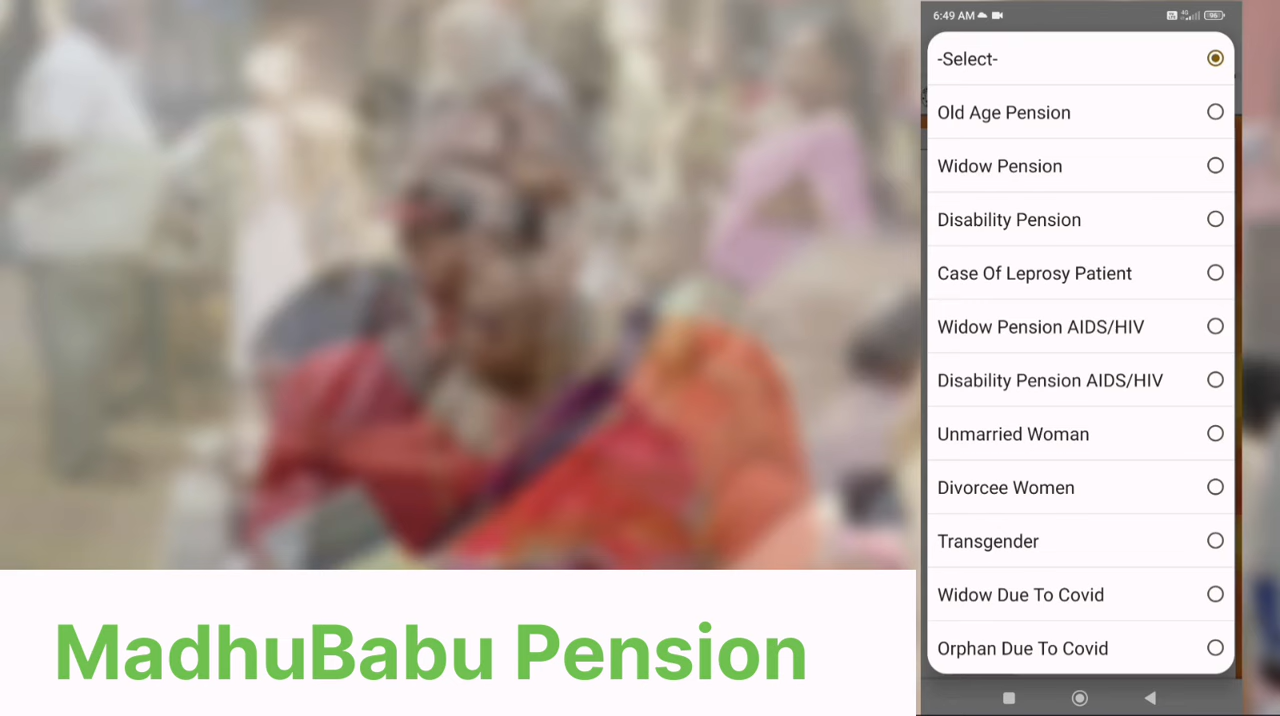 MadhuBabu Pension
6:49 AM
-Select-
Old Age Pension
Widow Pension
Disability Pension
Case Of Leprosy Patient
Widow Pension AIDS/HIV
Disability Pension AIDS/HIV
Unmarried Woman
Divorcee Women
Transgender
Widow Due To Covid
Orphan Due To Covid